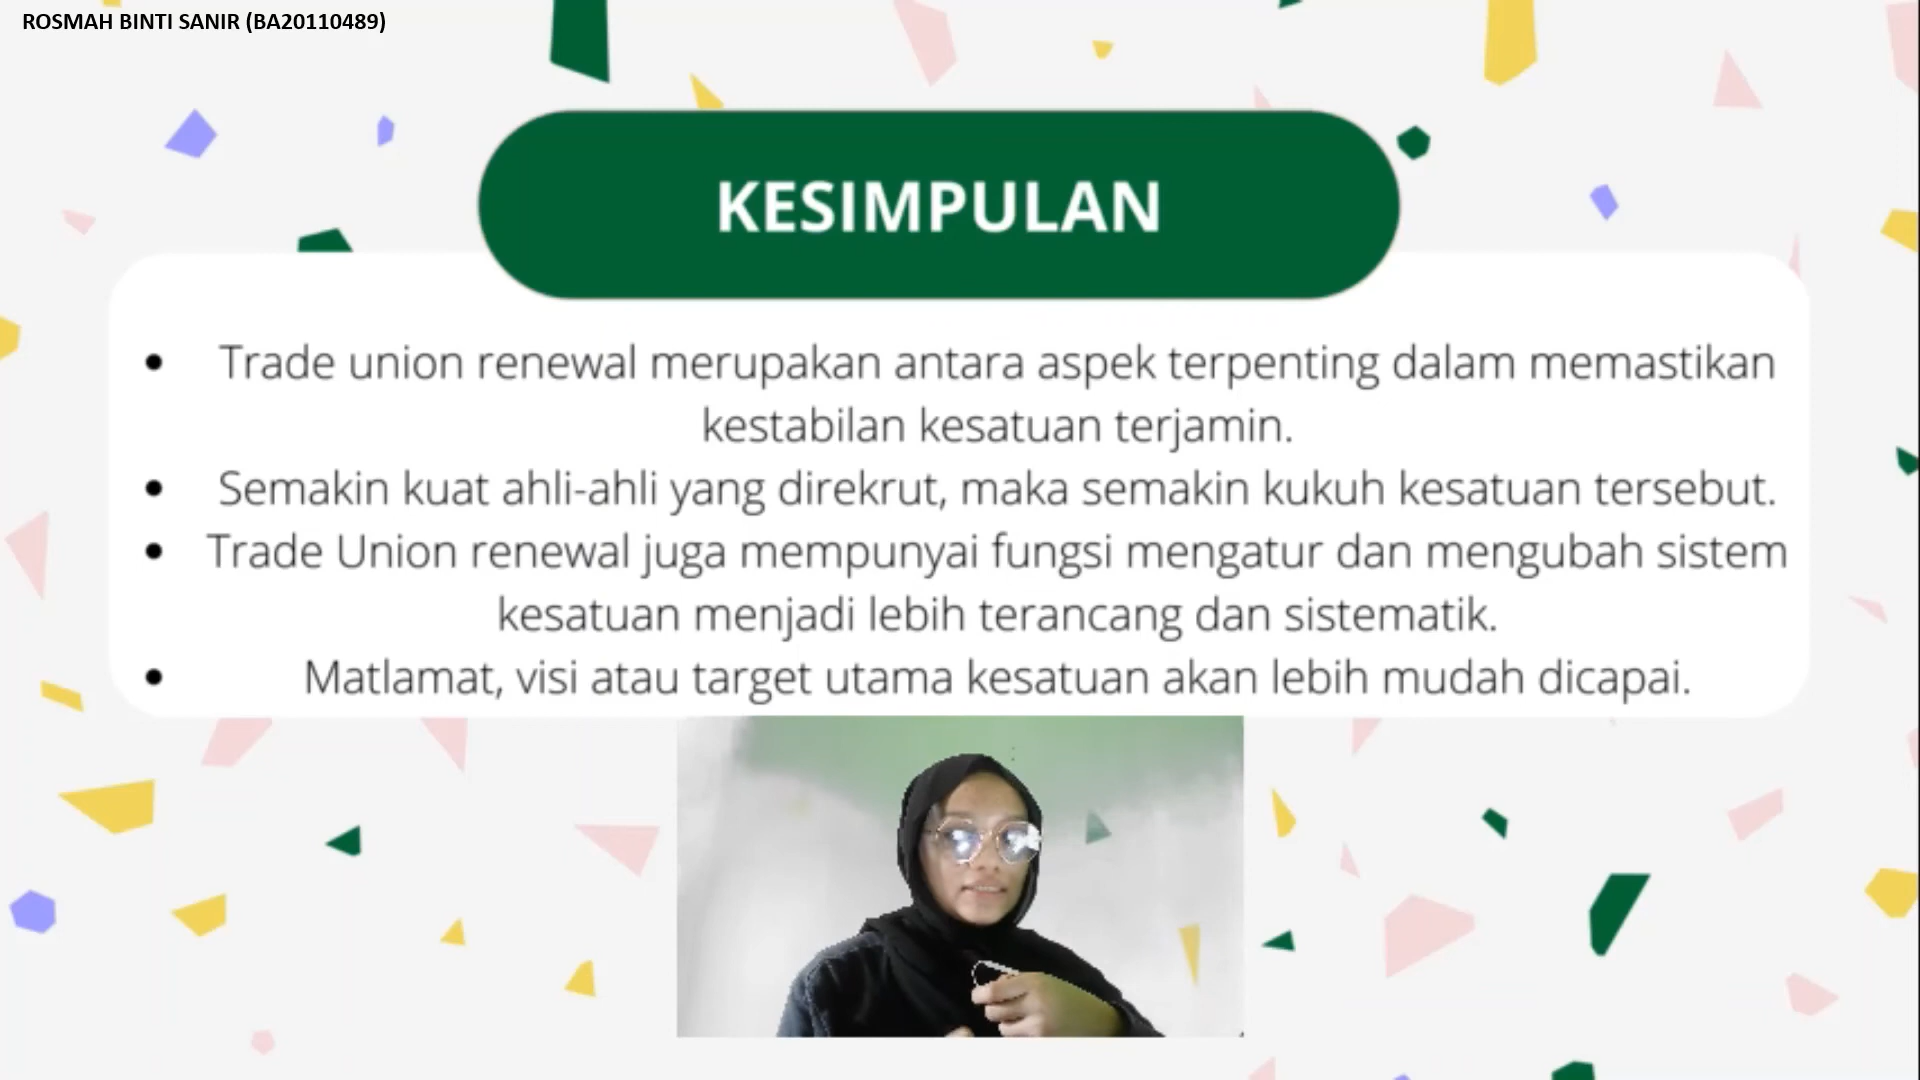 ROSMAH BINTI SANIR (BA20110489)
KESIMPULAN
Trade union renewal merupakan antara aspek terpenting dalam memastikan
kestabilan kesatuan terjamin.
Semakin kuat ahli-ahli yang direkrut, maka semakin kukuh kesatuan tersebut.
Trade Union renewal juga mempunyai fungsi mengatur dan mengubah sistem
kesatuan menjadi lebih terancang dan sistematik.
Matlamat, visi atau target utama kesatuan akan lebih mudah dicapai.